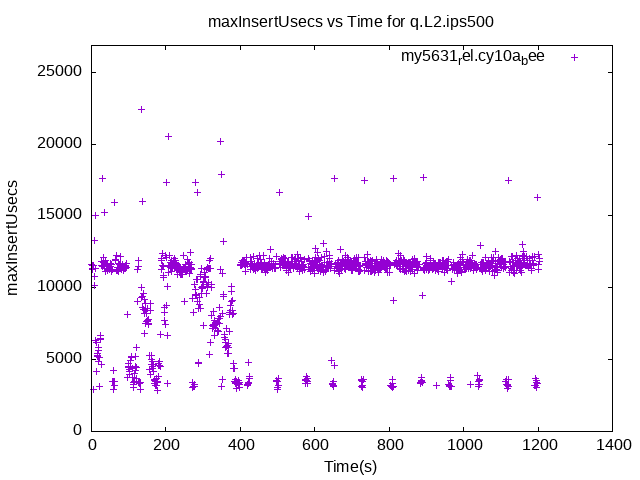 maxInsertUsecs vs Time for q.L2.ips500
my5631rel.cy10abee
maxInsertUsecs
25000
20000
15000
10000
5000
0
0 200 400 600 800 1000 1200 1400
Time(s)